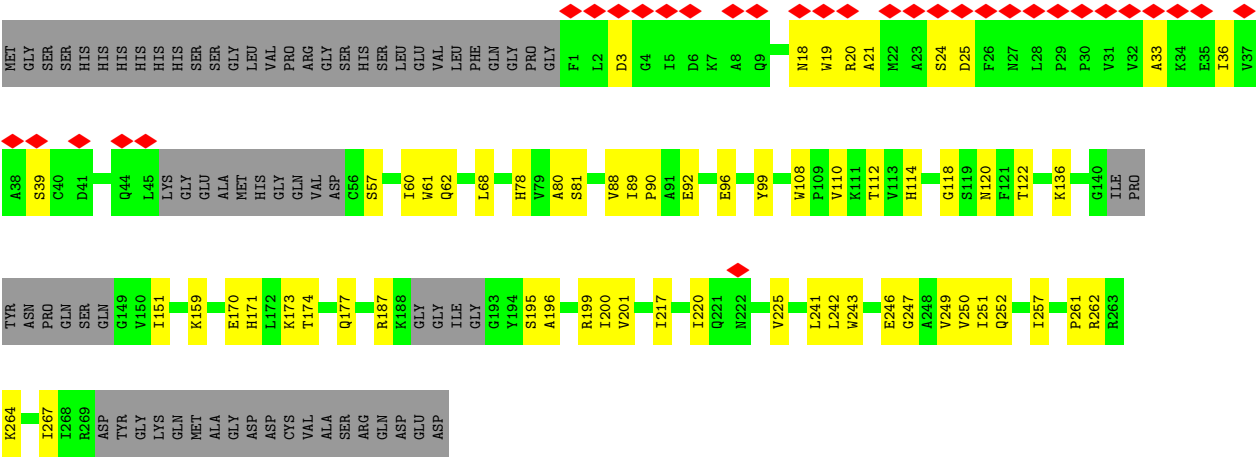 MET GLY SER SER HIS HIS HIS HIS HIS HIS SER SER GLY LEU VAL PRO ARG GLY SER HIS SER LEU GLU VAL LEU PHE GLN GLY PRO GLY F1 L2 D3 G4 I5 D6 K7 A8 Q9 N18 W19 R20 A21 M22 A23 S24 D25 F26 N27 L28 P29 P30 V31 V32 A33 K34 E35 I36 V37
A38 S39 C40 D41 Q44 L45 LYS GLY GLU ALA MET HIS GLY GLN VAL ASP C56 S57 I60 W61 Q62 L68 H78 V79 A80 S81 V88 I89 P90 A91 E92 E96 Y99 W108 P109 V110 K111 T112 V113 H114 G118 S119 N120 F121 T122 K136 G140 ILE PRO
TYR ASN PRO GLN SER GLN G149 V150 I151 K159 E170 H171 L172 K173 T174 Q177 R187 K188 GLY GLY ILE GLY G193 Y194 S195 A196 R199 I200 V201 I217 I220 Q221 N222 V225 L241 L242 W243 E246 G247 A248 V249 V250 I251 Q252 I257 P261 R262 R263
K264 I267 I268 R269 ASP TYR GLY LYS GLN MET ALA GLY ASP ASP CYS VAL ALA SER ARG GLN ASP GLU ASP